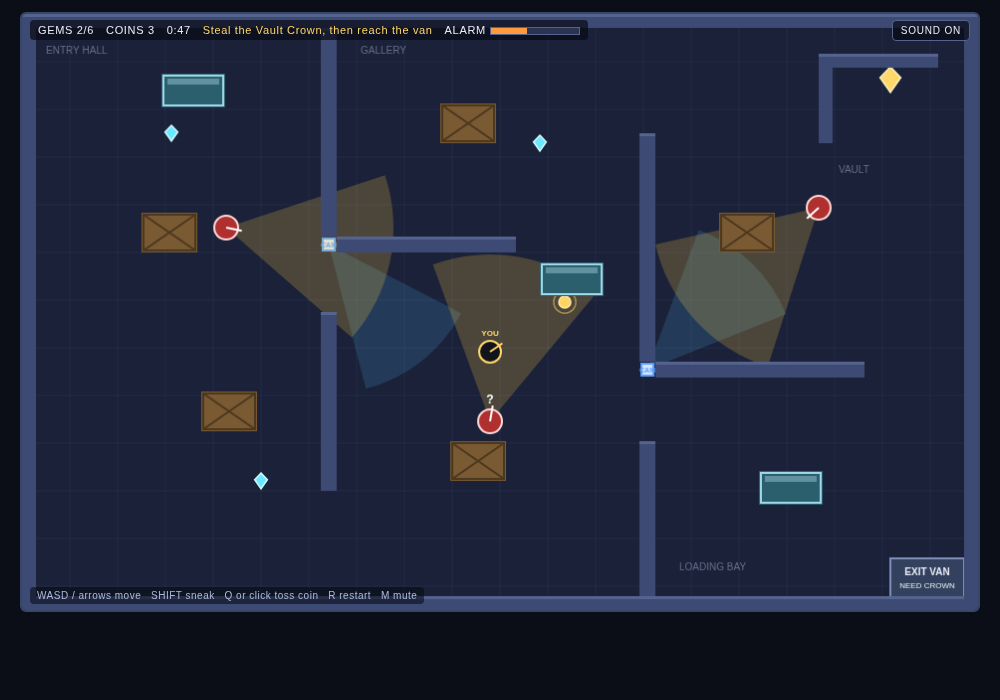 GEMS 2/6 COINS 3 0:47 Steal the Vault Crown, then reach the van ALARM
SOUND ON
ENTRY HALL
GALLERY
VAULT
YOU
?
LOADING BAY
EXIT VAN
NEED CROWN
WASD / arrows move SHIFT sneak Q or click toss coin R restart M mute